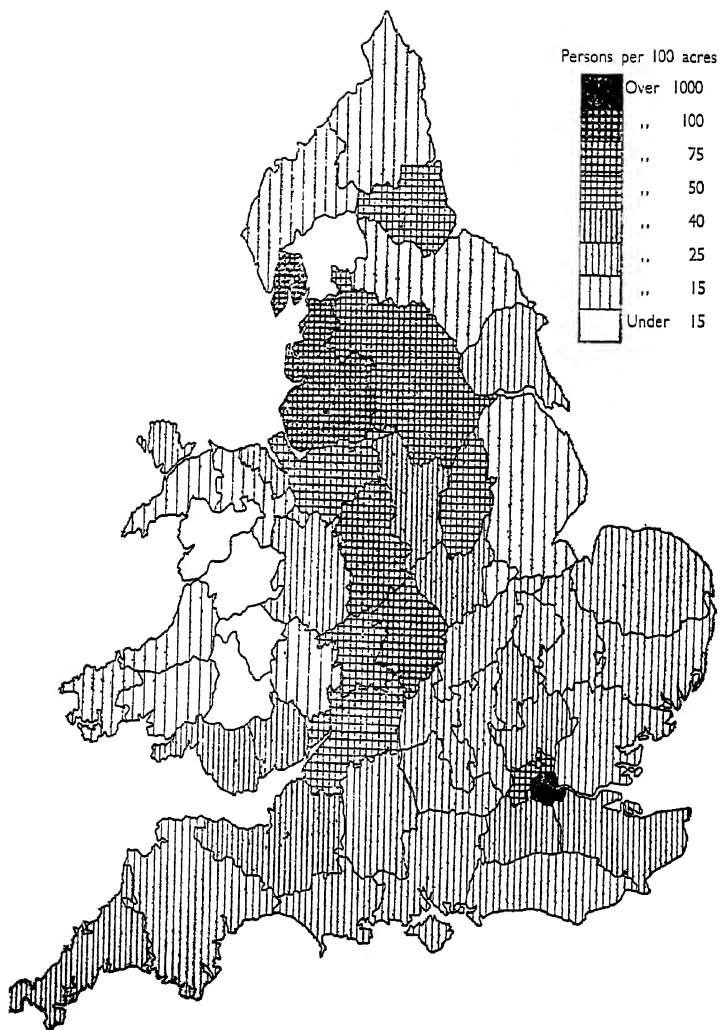 Persons per 100 acres
Over 1000
,, 100
,, 75
,, 50
,, 40
,, 25
,, 15
Under 15